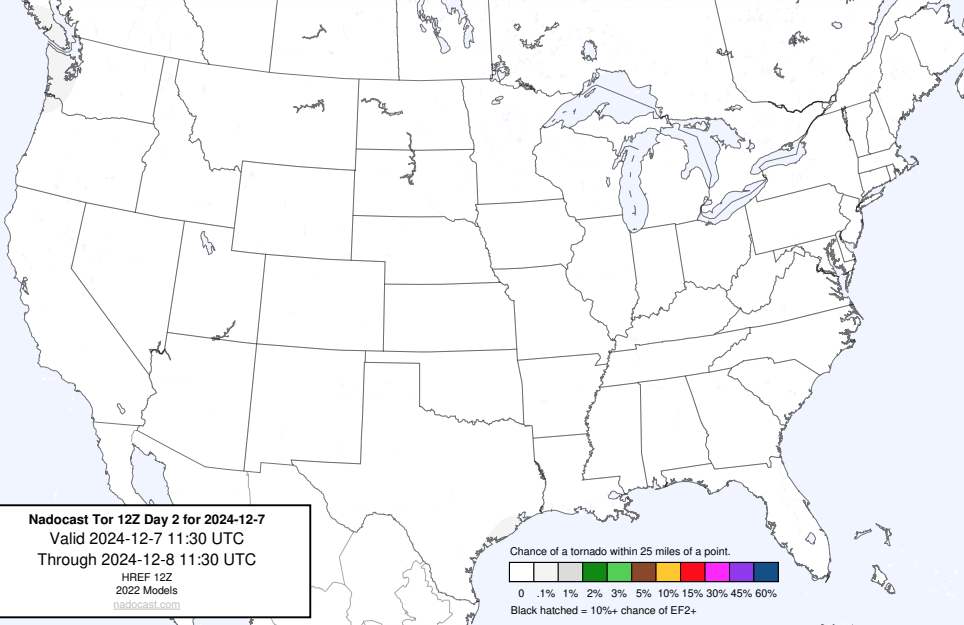 Nadocast Tor 12Z Day 2 for 2024-12-7
Valid 2024-12-7 11:30 UTC
Through 2024-12-8 11:30 UTC
HREF 12Z
2022 Models
nadocast.com
Chance of a tornado within 25 miles of a point.
0 .1% 1% 2% 3% 5% 10% 15% 30% 45% 60%
Black hatched = 10%+ chance of EF2+